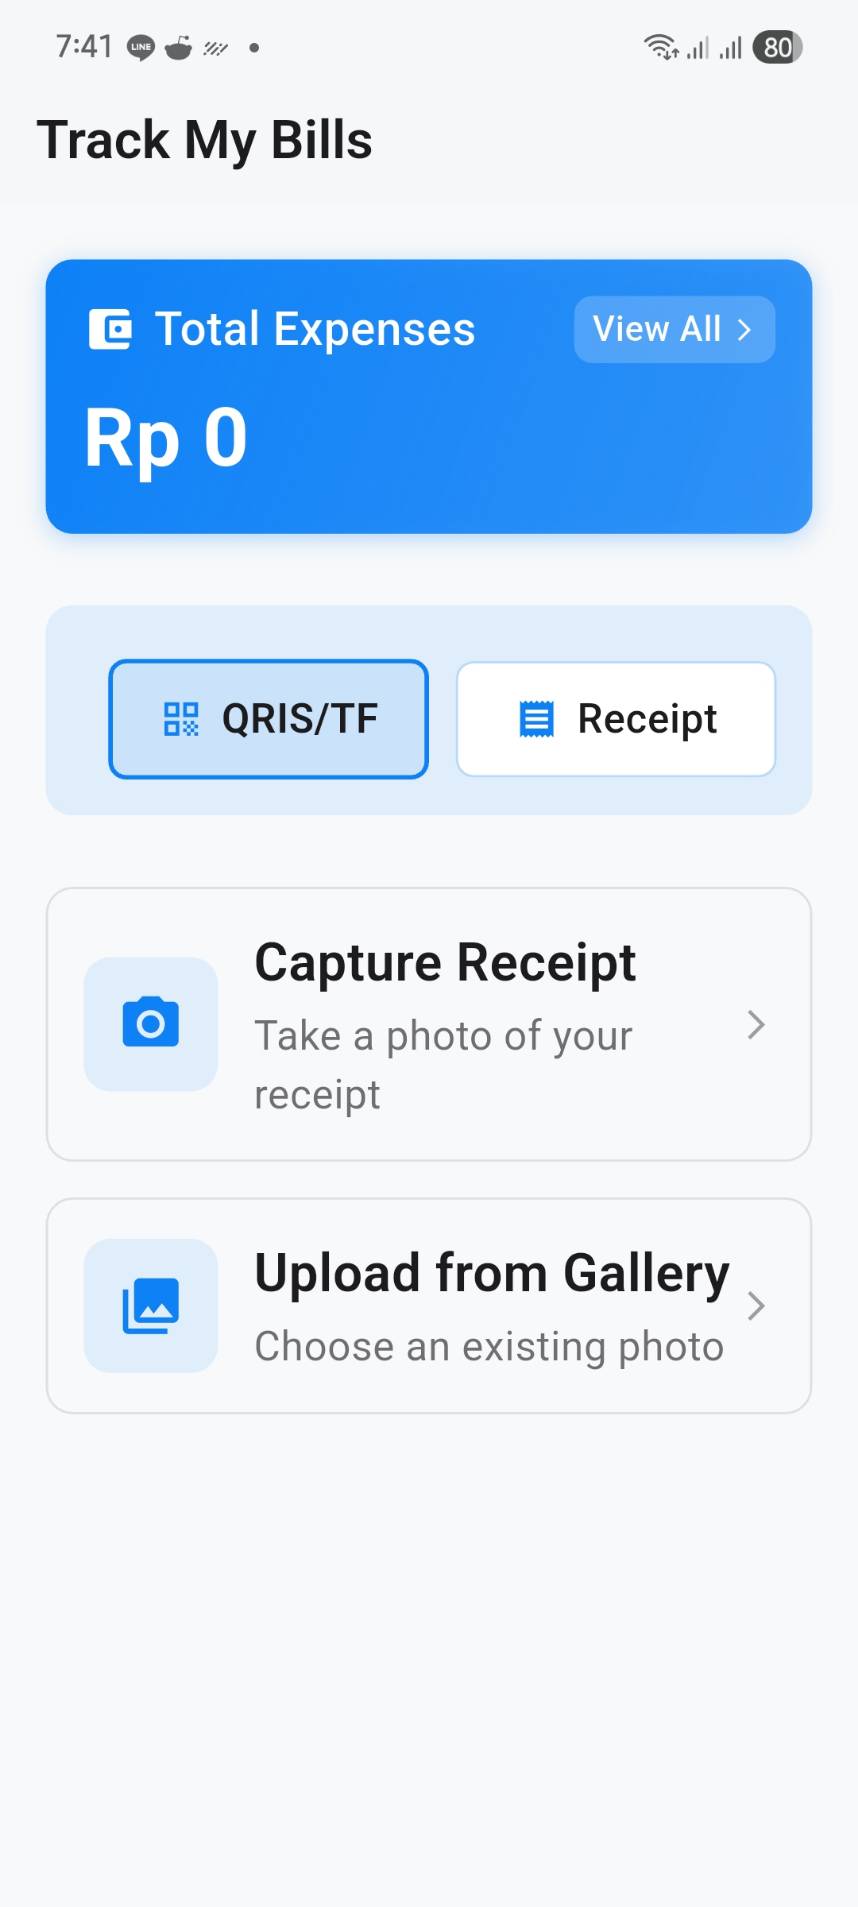 7:41 LINE 80
Track My Bills
Total Expenses View All
Rp 0
QRIS/TF Receipt
Capture Receipt
Take a photo of your
receipt
Upload from Gallery
Choose an existing photo